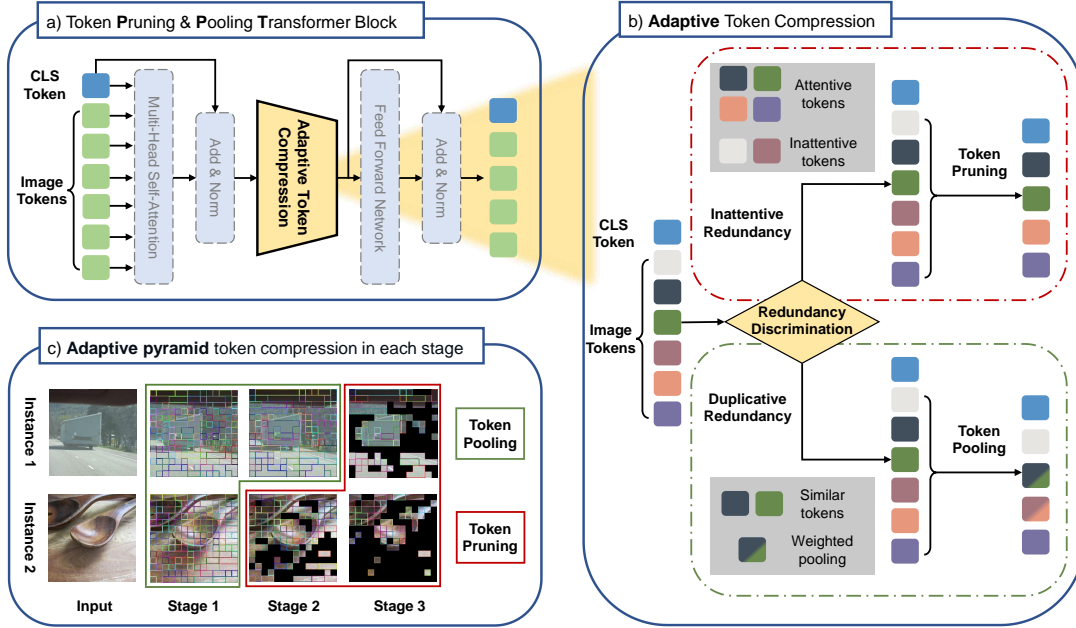 a) Token Pruning & Pooling Transformer Block
CLS
Token
Image
Tokens
Multi-Head
Self-Attention
Add & Norm
Adaptive Token
Compression
Feed Forward Network
Add & Norm
b) Adaptive Token Compression
Attentive
tokens
Inattentive
tokens
Token
Pruning
Inattentive
Redundancy
CLS
Token
Image
Tokens
Redundancy
Discrimination
Duplicative
Redundancy
Token
Pooling
Similar
tokens
Weighted
pooling
c) Adaptive pyramid token compression in each stage
Instance 1
Instance 2
Token
Pooling
Token
Pruning
Input
Stage 1
Stage 2
Stage 3